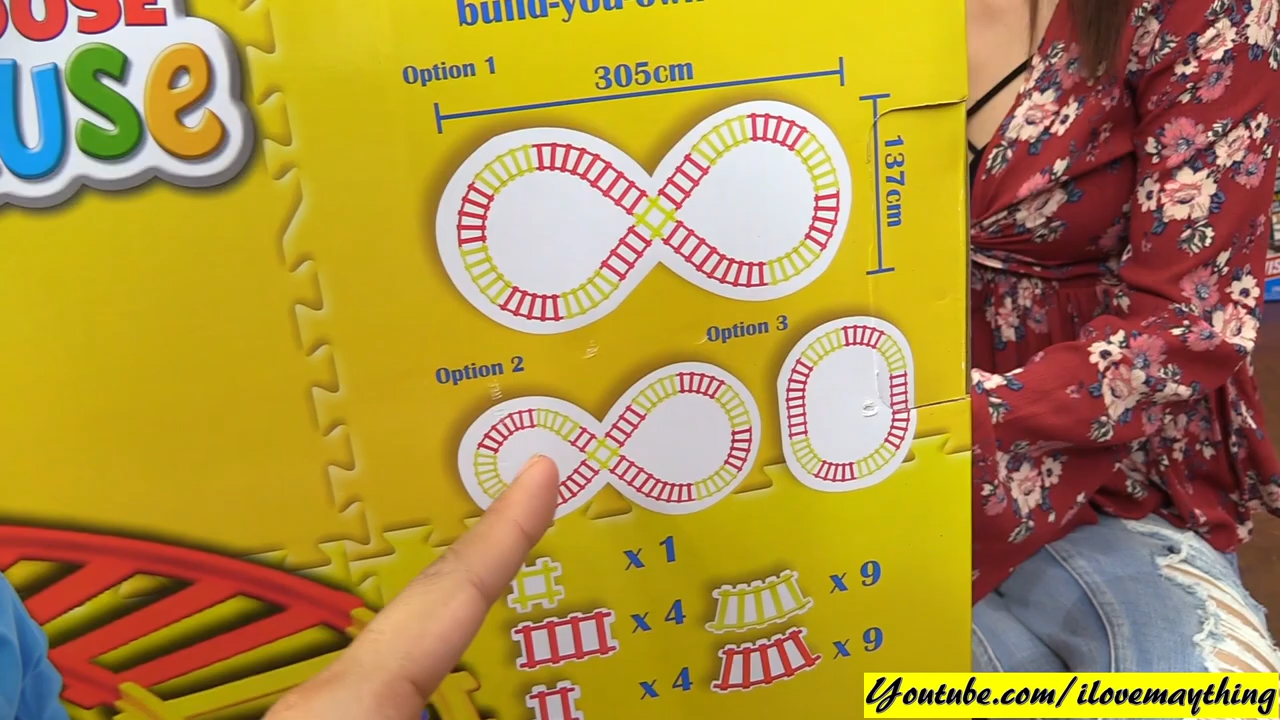 OUSE
USe
build-you-own
Option 1
305cm
137cm
Option 2
Option 3
x 1
x 4
x 9
x 4
x 9
Youtube.com/ilovemaything